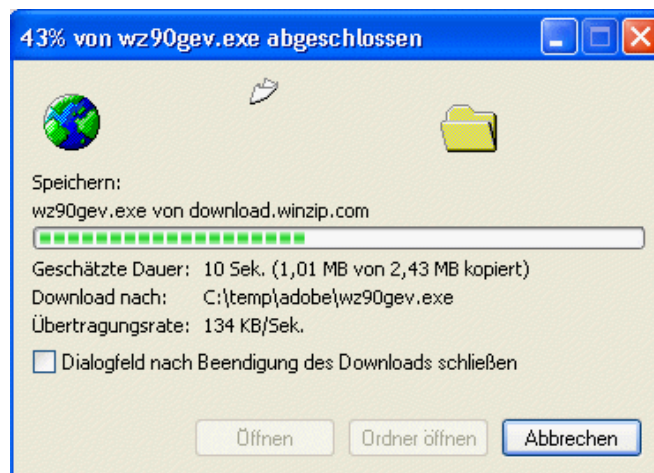 43% von wz90gev.exe abgeschlossen
Speichern:
wz90gev.exe von download.winzip.com
Geschätzte Dauer: 10 Sek. (1,01 MB von 2,43 MB kopiert)
Download nach: C:\temp\adobe\wz90gev.exe
Übertragungsrate: 134 KB/Sek.
Dialogfeld nach Beendigung des Downloads schließen
Öffnen Ordner öffnen Abbrechen